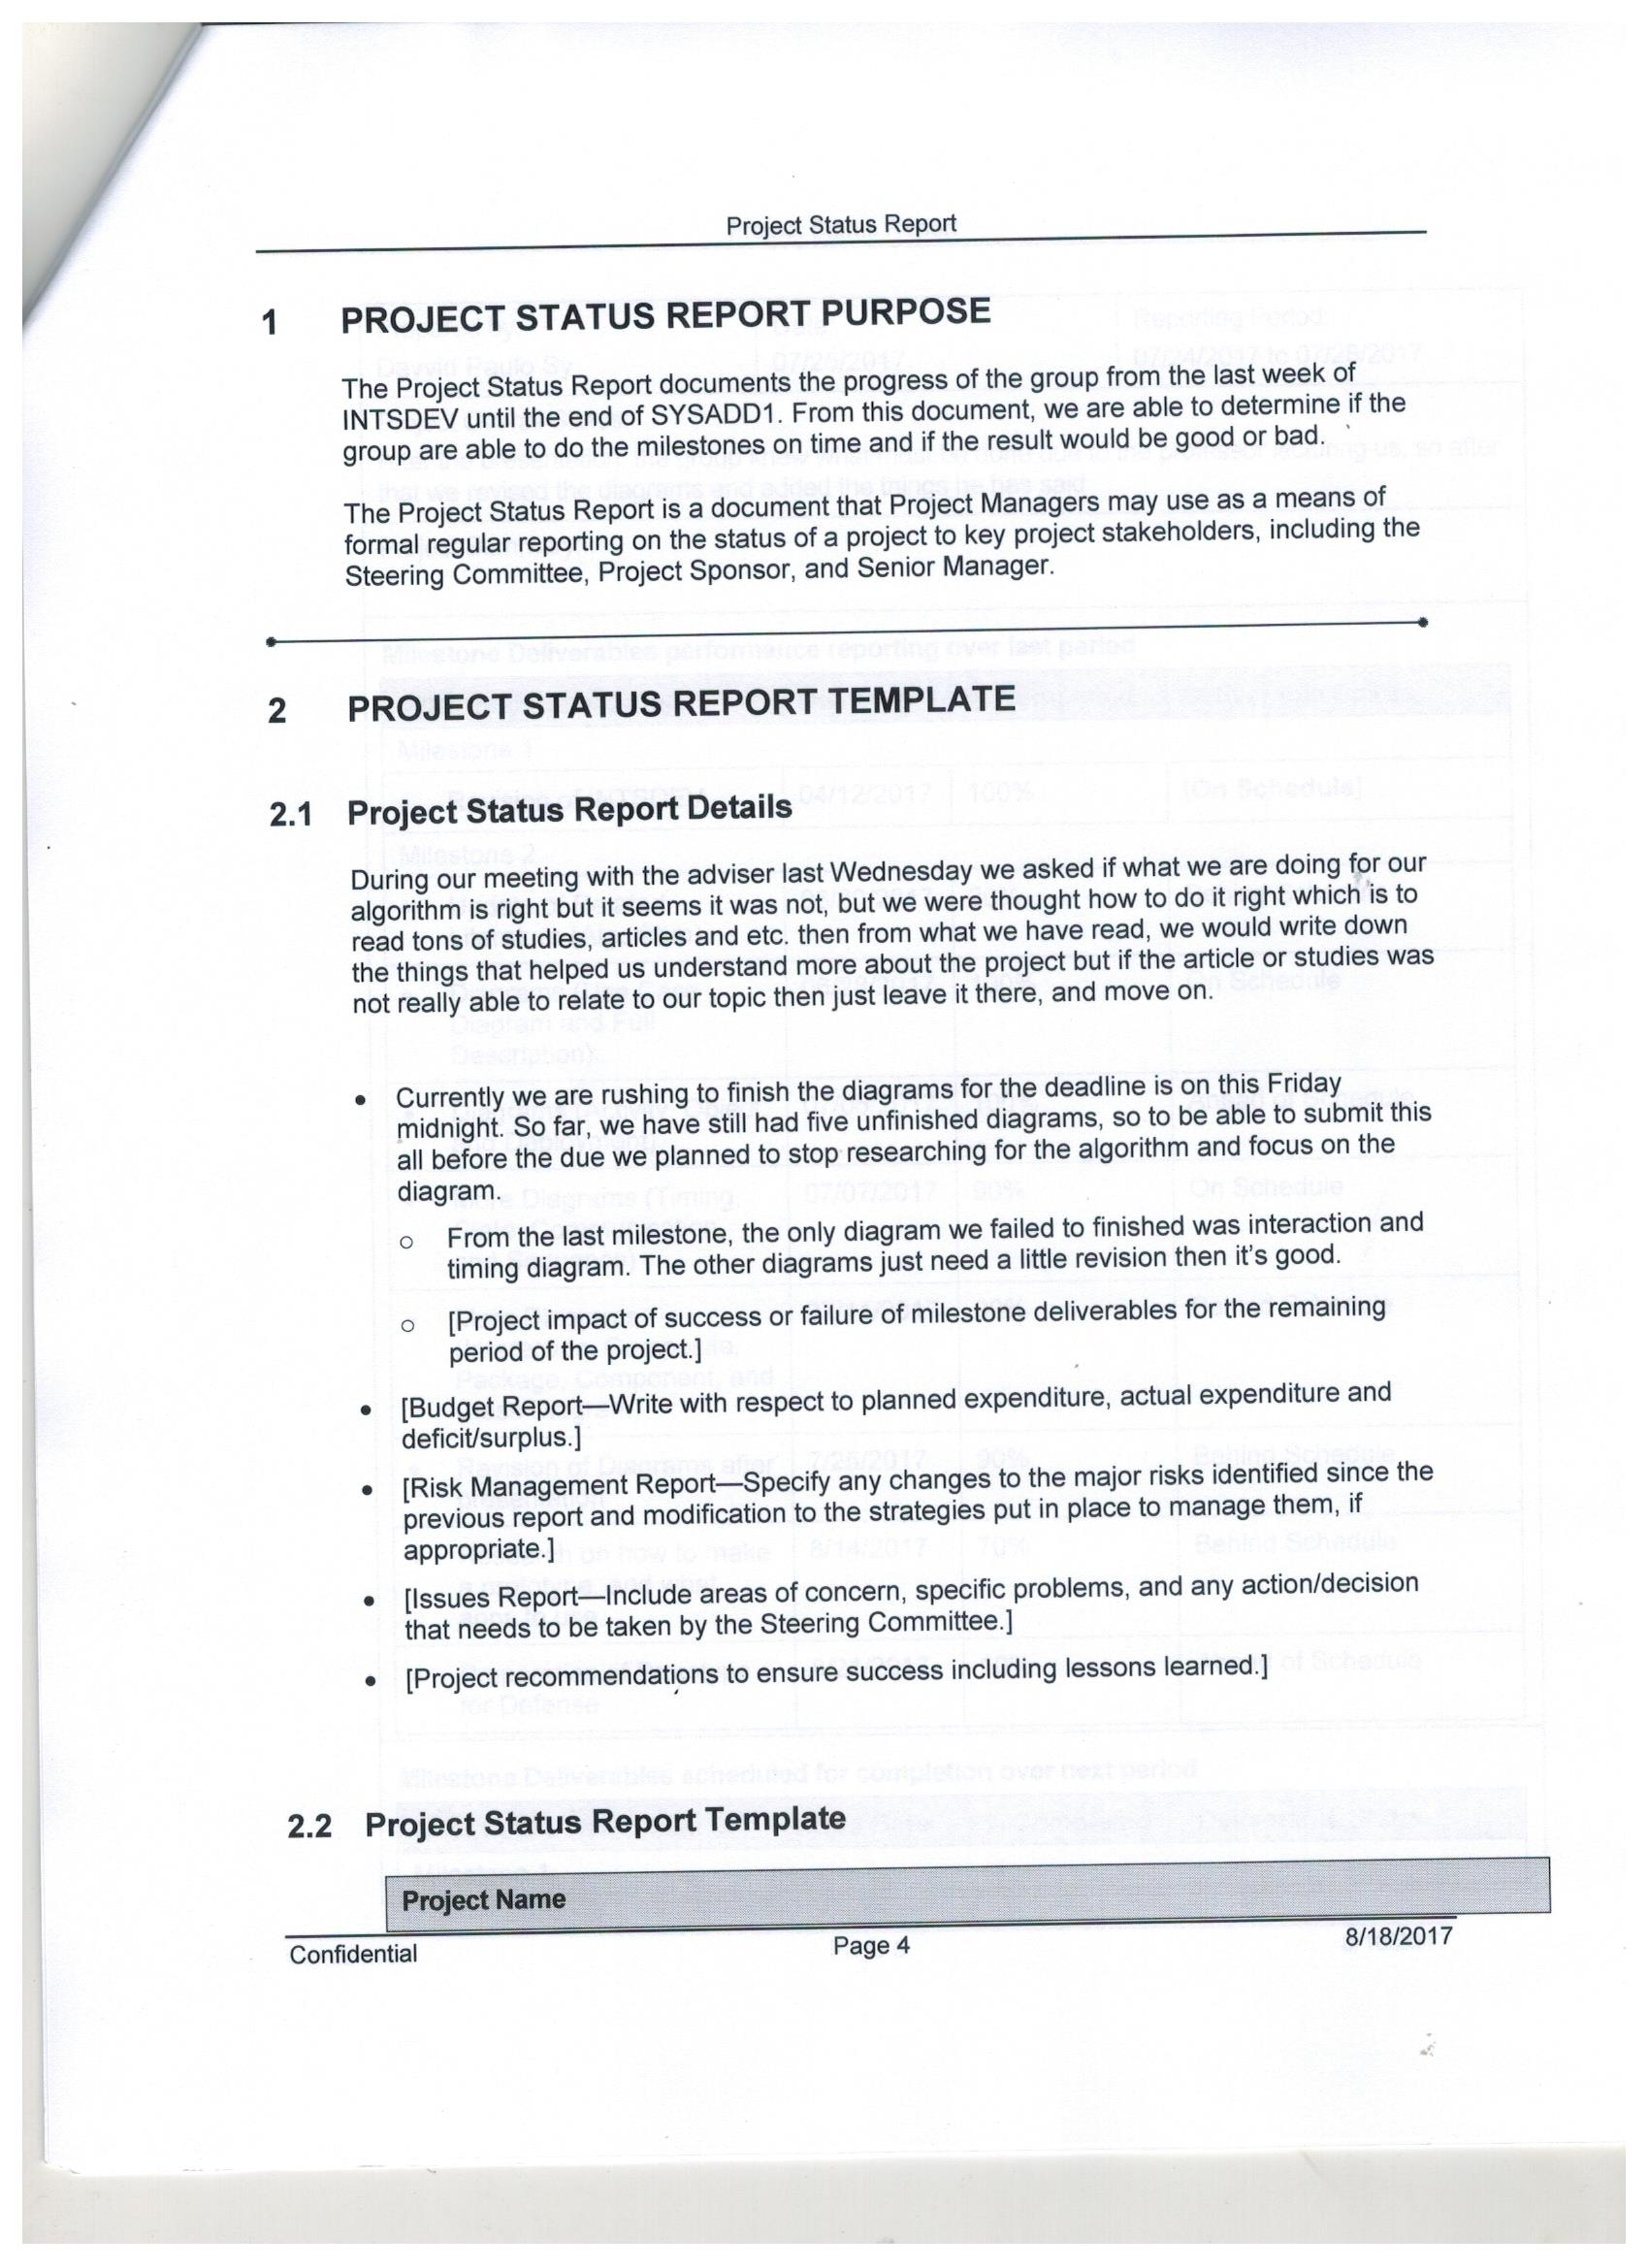 Project Status Report
1 PROJECT STATUS REPORT PURPOSE
The Project Status Report documents the progress of the group from the last week of
INTSDEV until the end of SYSADD1. From this document, we are able to determine if the
group are able to do the milestones on time and if the result would be good or bad.
The Project Status Report is a document that Project Managers may use as a means of
formal regular reporting on the status of a project to key project stakeholders, including the
Steering Committee, Project Sponsor, and Senior Manager.
2 PROJECT STATUS REPORT TEMPLATE
2.1 Project Status Report Details
During our meeting with the adviser last Wednesday we asked if what we are doing for our
algorithm is right but it seems it was not, but we were thought how to do it right which is to
read tons of studies, articles and etc. then from what we have read, we would write down
the things that helped us understand more about the project but if the article or studies was
not really able to relate to our topic then just leave it there, and move on.
• Currently we are rushing to finish the diagrams for the deadline is on this Friday
midnight. So far, we have still had five unfinished diagrams, so to be able to submit this
all before the due we planned to stop researching for the algorithm and focus on the
diagram.
o From the last milestone, the only diagram we failed to finished was interaction and
timing diagram. The other diagrams just need a little revision then it's good.
o [Project impact of success or failure of milestone deliverables for the remaining
period of the project.]
• [Budget Report—Write with respect to planned expenditure, actual expenditure and
deficit/surplus.]
• [Risk Management Report—Specify any changes to the major risks identified since the
previous report and modification to the strategies put in place to manage them, if
appropriate.]
• [Issues Report—Include areas of concern, specific problems, and any action/decision
that needs to be taken by the Steering Committee.]
• [Project recommendations to ensure success including lessons learned.]
2.2 Project Status Report Template
Project Name
Confidential Page 4 8/18/2017